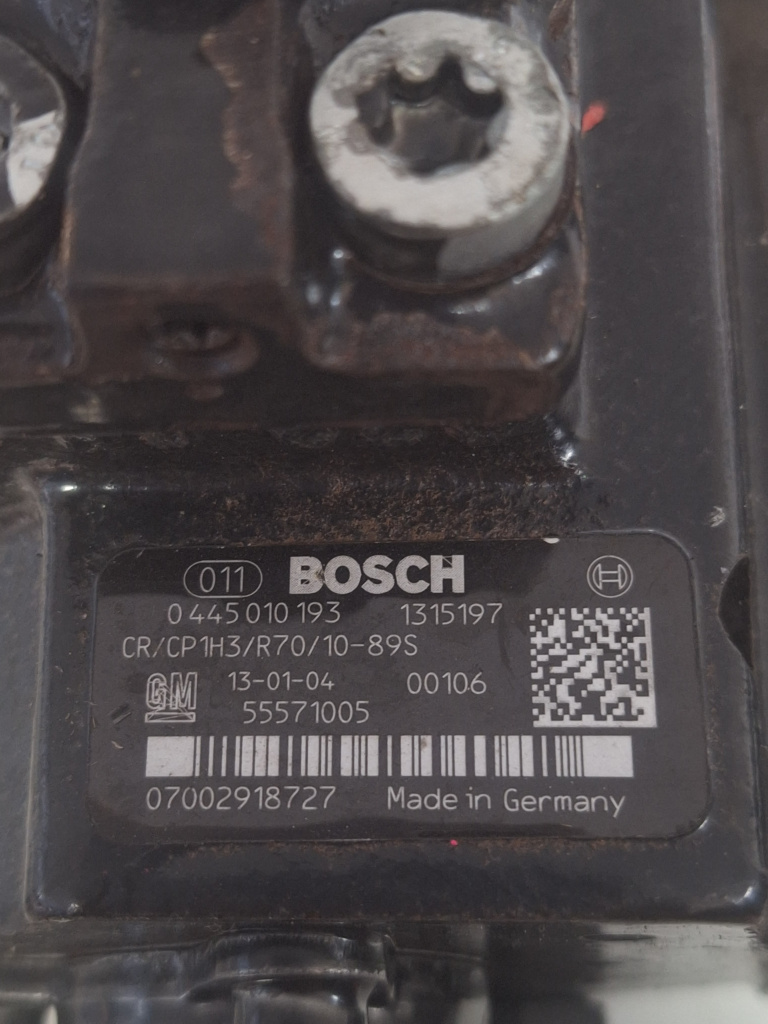 011 BOSCH
0 445 010 193 1315197
CR/CP1H3/R70/10-89S
GM 13-01-04 00106
55571005
07002918727 Made in Germany